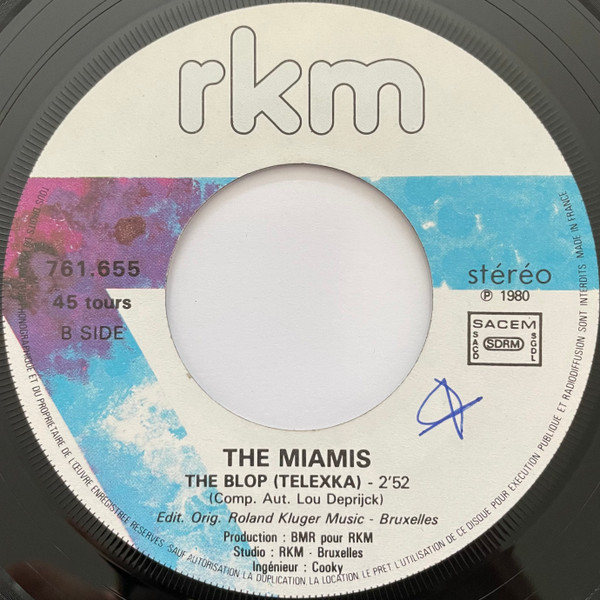 rkm
761.655
45 tours
B SIDE
stéréo
℗ 1980
SACEM
SACD
SDRM
SGDL
THE MIAMIS
THE BLOP (TELEXKA) - 2'52
(Comp. Aut. Lou Deprijck)
Edit. Orig. Roland Kluger Music - Bruxelles
Production : BMR pour RKM
Studio : RKM - Bruxelles
Ingénieur : Cooky
PHONOGRAPHIQUE ET DU PROPRIETAIRE DE L'ŒUVRE ENREGISTREE RESERVES SAUF AUTORISATION LA DUPLICATION LA LOCATION LE PRET L'UTILISATION DE CE DISQUE POUR EXECUTION PUBLIQUE ET RADIODIFFUSION SONT INTERDITS MADE IN FRANCE